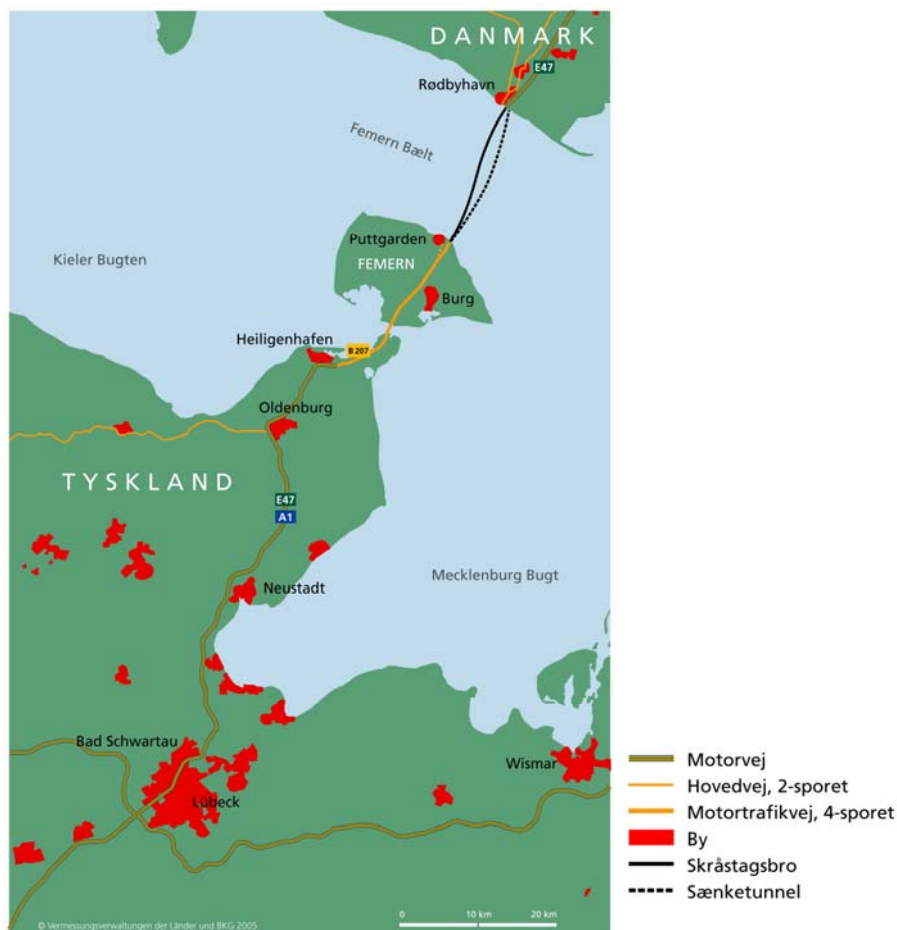 DANMARK
E47
Rødbyhavn
Femern Bælt
Puttgarden
Kieler Bugten
FEMERN
Burg
Heiligenhafen
B 207
Oldenburg
TYSKLAND
E47
A1
Mecklenburg Bugt
Neustadt
Bad Schwartau
Wismar
Lübeck
Motorvej
Hovedvej, 2-sporet
Motortrafikvej, 4-sporet
By
Skråstagsbro
Sænketunnel
0 10 km 20 km
© Vermessungsverwaltungen der Länder und BKG 2005